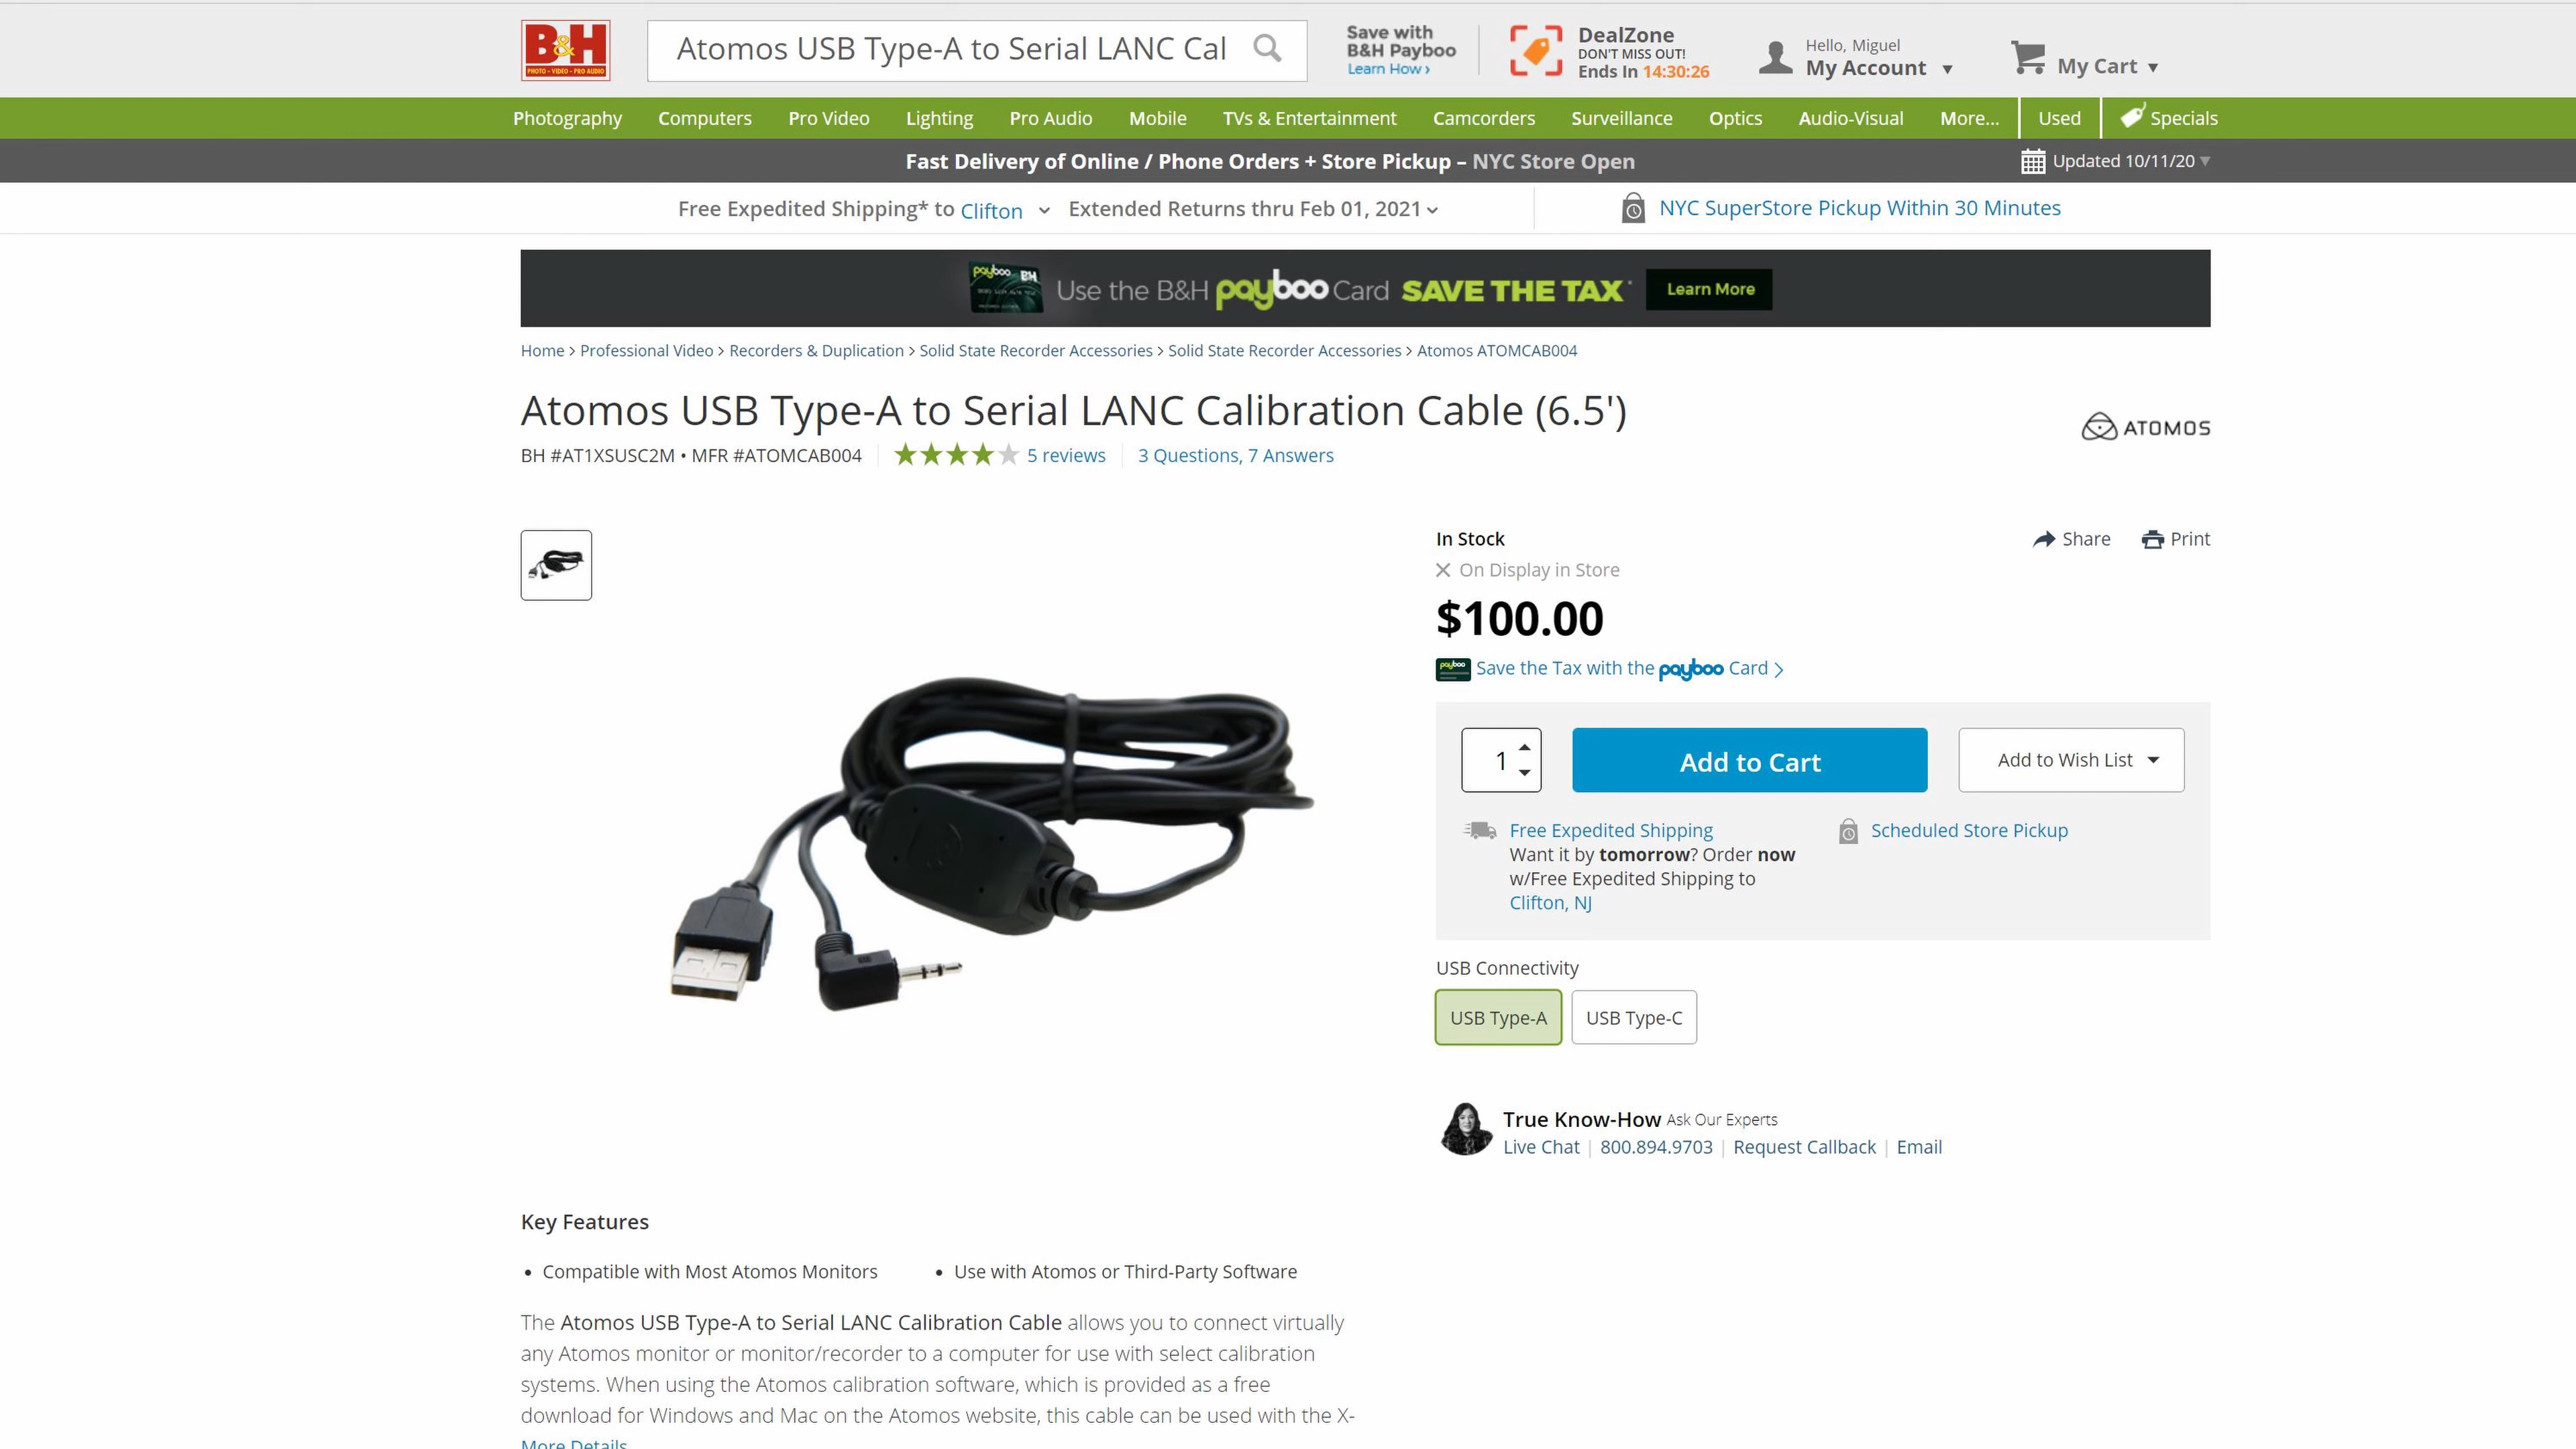 B&H
PHOTO - VIDEO - PRO AUDIO
Atomos USB Type-A to Serial LANC Cal
Save with
B&H Payboo
Learn How ›
DealZone
DON'T MISS OUT!
Ends In 14:30:26
Hello, Miguel
My Account ▼
My Cart ▼
Photography Computers Pro Video Lighting Pro Audio Mobile TVs & Entertainment Camcorders Surveillance Optics Audio-Visual More... Used Specials
Fast Delivery of Online / Phone Orders + Store Pickup – NYC Store Open
Updated 10/11/20 ▼
Free Expedited Shipping* to Clifton Extended Returns thru Feb 01, 2021
NYC SuperStore Pickup Within 30 Minutes
payboo BH
Use the B&H payboo Card SAVE THE TAX* Learn More
Home > Professional Video > Recorders & Duplication > Solid State Recorder Accessories > Solid State Recorder Accessories > Atomos ATOMCAB004
Atomos USB Type-A to Serial LANC Calibration Cable (6.5')
ATOMOS
BH #AT1XSUSC2M • MFR #ATOMCAB004 5 reviews 3 Questions, 7 Answers
In Stock
Share Print
On Display in Store
$100.00
payboo Save the Tax with the payboo Card >
1 Add to Cart Add to Wish List
Free Expedited Shipping
Want it by tomorrow? Order now
w/Free Expedited Shipping to
Clifton, NJ
Scheduled Store Pickup
USB Connectivity
USB Type-A USB Type-C
True Know-How Ask Our Experts
Live Chat | 800.894.9703 | Request Callback | Email
Key Features
• Compatible with Most Atomos Monitors
• Use with Atomos or Third-Party Software
The Atomos USB Type-A to Serial LANC Calibration Cable allows you to connect virtually
any Atomos monitor or monitor/recorder to a computer for use with select calibration
systems. When using the Atomos calibration software, which is provided as a free
download for Windows and Mac on the Atomos website, this cable can be used with the X-
More Details